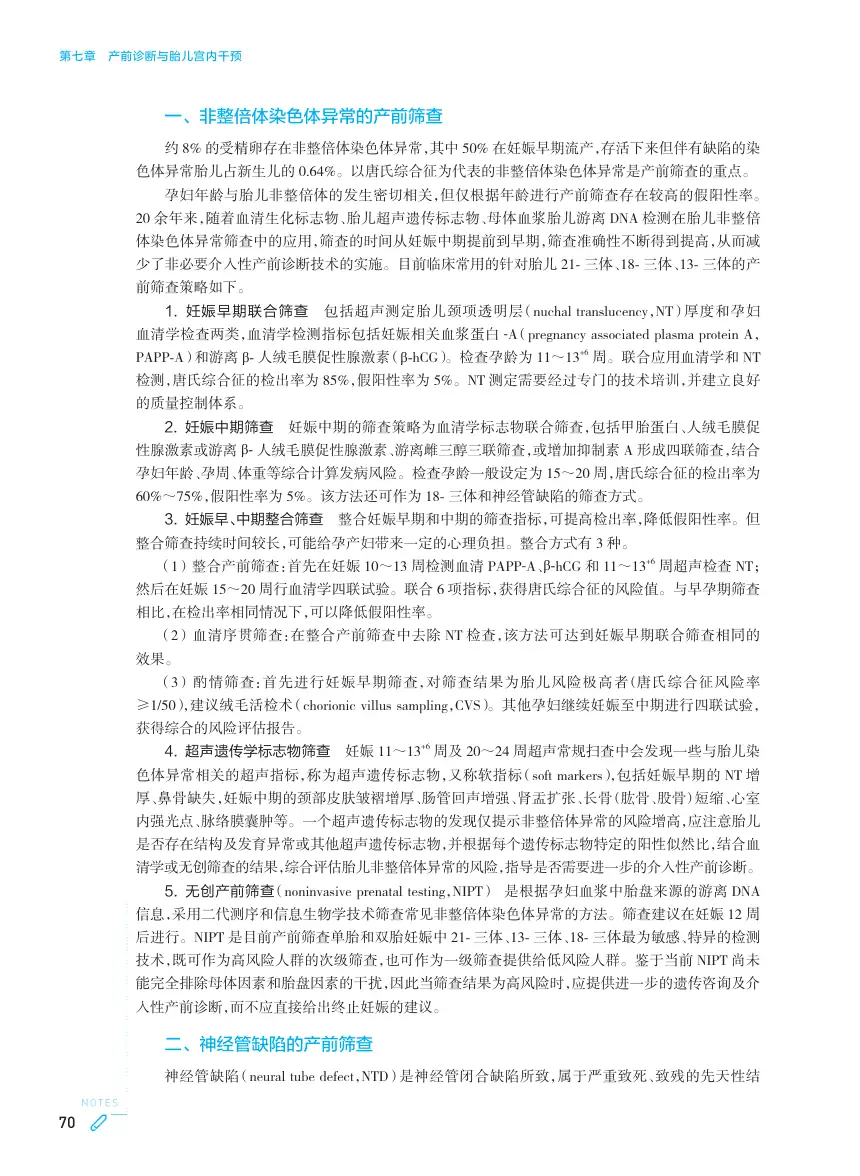 第七章 产前诊断与胎儿宫内干预
一、非整倍体染色体异常的产前筛查
约 8% 的受精卵存在非整倍体染色体异常,其中 50% 在妊娠早期流产,存活下来但伴有缺陷的染
色体异常胎儿占新生儿的 0.64%。以唐氏综合征为代表的非整倍体染色体异常是产前筛查的重点。
孕妇年龄与胎儿非整倍体的发生密切相关,但仅根据年龄进行产前筛查存在较高的假阳性率。
20 余年来,随着血清生化标志物、胎儿超声遗传标志物、母体血浆胎儿游离 DNA 检测在胎儿非整倍
体染色体异常筛查中的应用,筛查的时间从妊娠中期提前到早期,筛查准确性不断得到提高,从而减
少了非必要介入性产前诊断技术的实施。目前临床常用的针对胎儿 21- 三体、18- 三体、13- 三体的产
前筛查策略如下。
1. 妊娠早期联合筛查 包括超声测定胎儿颈项透明层(nuchal translucency,NT)厚度和孕妇
血清学检查两类,血清学检测指标包括妊娠相关血浆蛋白 -A(pregnancy associated plasma protein A,
PAPP-A)和游离 β- 人绒毛膜促性腺激素(β-hCG)。检查孕龄为 11～13⁺⁶ 周。联合应用血清学和 NT
检测,唐氏综合征的检出率为 85%,假阳性率为 5%。NT 测定需要经过专门的技术培训,并建立良好
的质量控制体系。
2. 妊娠中期筛查 妊娠中期的筛查策略为血清学标志物联合筛查,包括甲胎蛋白、人绒毛膜促
性腺激素或游离 β- 人绒毛膜促性腺激素、游离雌三醇三联筛查,或增加抑制素 A 形成四联筛查,结合
孕妇年龄、孕周、体重等综合计算发病风险。检查孕龄一般设定为 15～20 周,唐氏综合征的检出率为
60%～75%,假阳性率为 5%。该方法还可作为 18- 三体和神经管缺陷的筛查方式。
3. 妊娠早、中期整合筛查 整合妊娠早期和中期的筛查指标,可提高检出率,降低假阳性率。但
整合筛查持续时间较长,可能给孕产妇带来一定的心理负担。整合方式有 3 种。
(1)整合产前筛查:首先在妊娠 10～13 周检测血清 PAPP-A、β-hCG 和 11～13⁺⁶ 周超声检查 NT;
然后在妊娠 15～20 周行血清学四联试验。联合 6 项指标,获得唐氏综合征的风险值。与早孕期筛查
相比,在检出率相同情况下,可以降低假阳性率。
(2)血清序贯筛查:在整合产前筛查中去除 NT 检查,该方法可达到妊娠早期联合筛查相同的
效果。
(3)酌情筛查:首先进行妊娠早期筛查,对筛查结果为胎儿风险极高者(唐氏综合征风险率
≥1/50),建议绒毛活检术(chorionic villus sampling,CVS)。其他孕妇继续妊娠至中期进行四联试验,
获得综合的风险评估报告。
4. 超声遗传学标志物筛查 妊娠 11～13⁺⁶ 周及 20～24 周超声常规扫查中会发现一些与胎儿染
色体异常相关的超声指标,称为超声遗传标志物,又称软指标(soft markers),包括妊娠早期的 NT 增
厚、鼻骨缺失,妊娠中期的颈部皮肤皱褶增厚、肠管回声增强、肾盂扩张、长骨(肱骨、股骨)短缩、心室
内强光点、脉络膜囊肿等。一个超声遗传标志物的发现仅提示非整倍体异常的风险增高,应注意胎儿
是否存在结构及发育异常或其他超声遗传标志物,并根据每个遗传标志物特定的阳性似然比,结合血
清学或无创筛查的结果,综合评估胎儿非整倍体异常的风险,指导是否需要进一步的介入性产前诊断。
5. 无创产前筛查(noninvasive prenatal testing,NIPT) 是根据孕妇血浆中胎盘来源的游离 DNA
信息,采用二代测序和信息生物学技术筛查常见非整倍体染色体异常的方法。筛查建议在妊娠 12 周
后进行。NIPT 是目前产前筛查单胎和双胎妊娠中 21- 三体、13- 三体、18- 三体最为敏感、特异的检测
技术,既可作为高风险人群的次级筛查,也可作为一级筛查提供给低风险人群。鉴于当前 NIPT 尚未
能完全排除母体因素和胎盘因素的干扰,因此当筛查结果为高风险时,应提供进一步的遗传咨询及介
入性产前诊断,而不应直接给出终止妊娠的建议。
二、神经管缺陷的产前筛查
神经管缺陷(neural tube defect,NTD)是神经管闭合缺陷所致,属于严重致死、致残的先天性结
NOTES
70